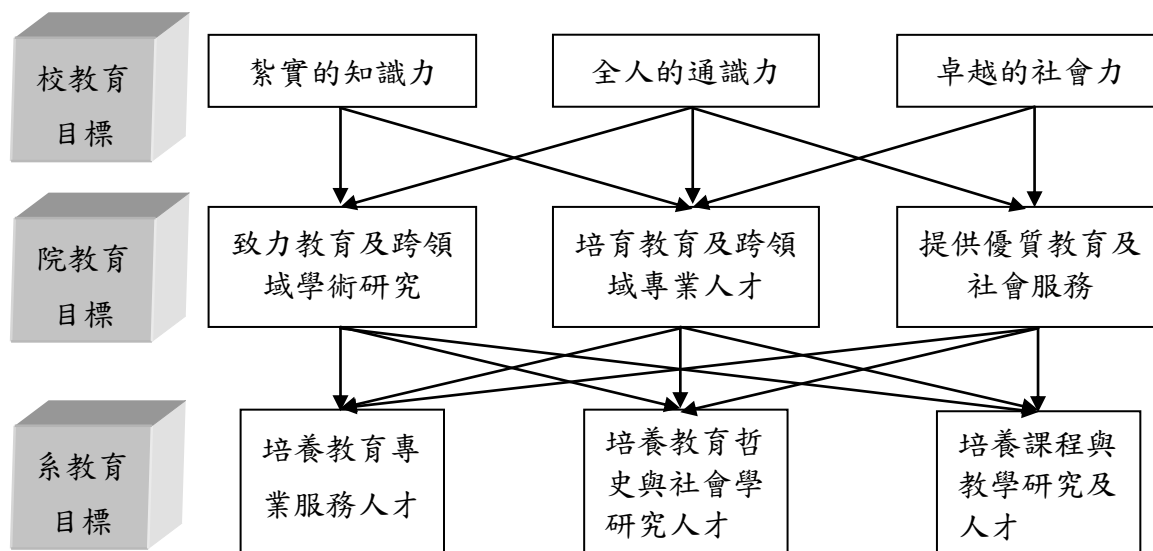 校教育
目標
紮實的知識力
全人的通識力
卓越的社會力
院教育
目標
致力教育及跨領
域學術研究
培育教育及跨領
域專業人才
提供優質教育及
社會服務
系教育
目標
培養教育專
業服務人才
培養教育哲
史與社會學
研究人才
培養課程與
教學研究及
人才